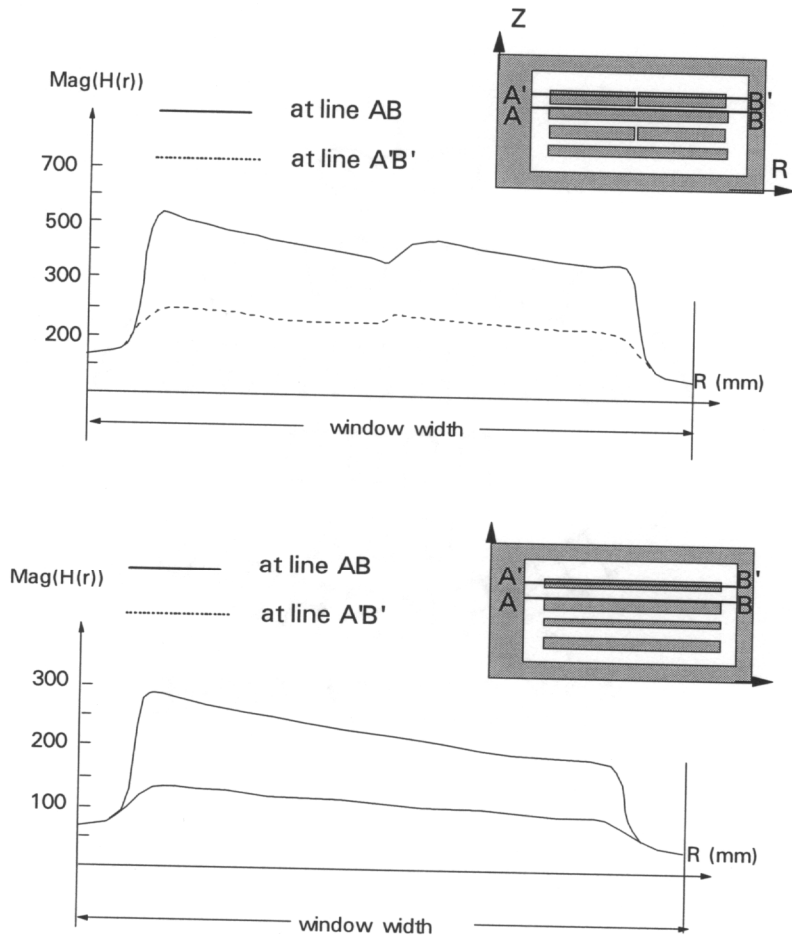 Z
Mag(H(r))
at line AB
at line A'B'
A'
B'
A
B
R
700
500
300
200
R (mm)
window width
Mag(H(r))
at line AB
at line A'B'
A'
B'
A
B
300
200
100
R (mm)
window width